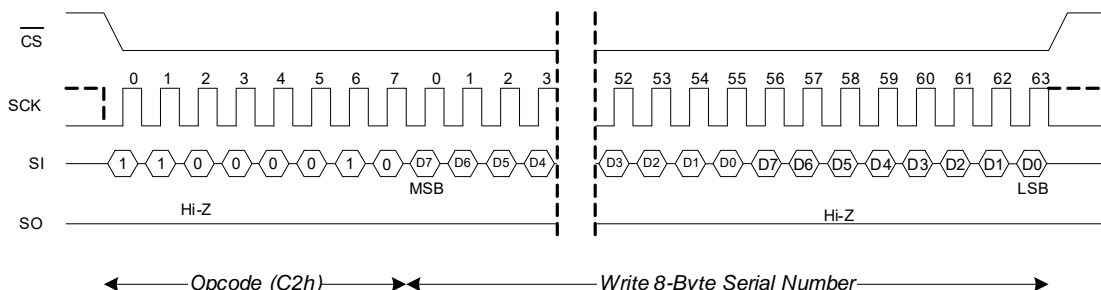 CS
0 1 2 3 4 5 6 7 0 1 2 3 52 53 54 55 56 57 58 59 60 61 62 63
SCK
SI 1 1 0 0 0 0 1 0 D7 D6 D5 D4 D3 D2 D1 D0 D7 D6 D5 D4 D3 D2 D1 D0
MSB LSB
Hi-Z Hi-Z
SO
Opcode (C2h) Write 8-Byte Serial Number